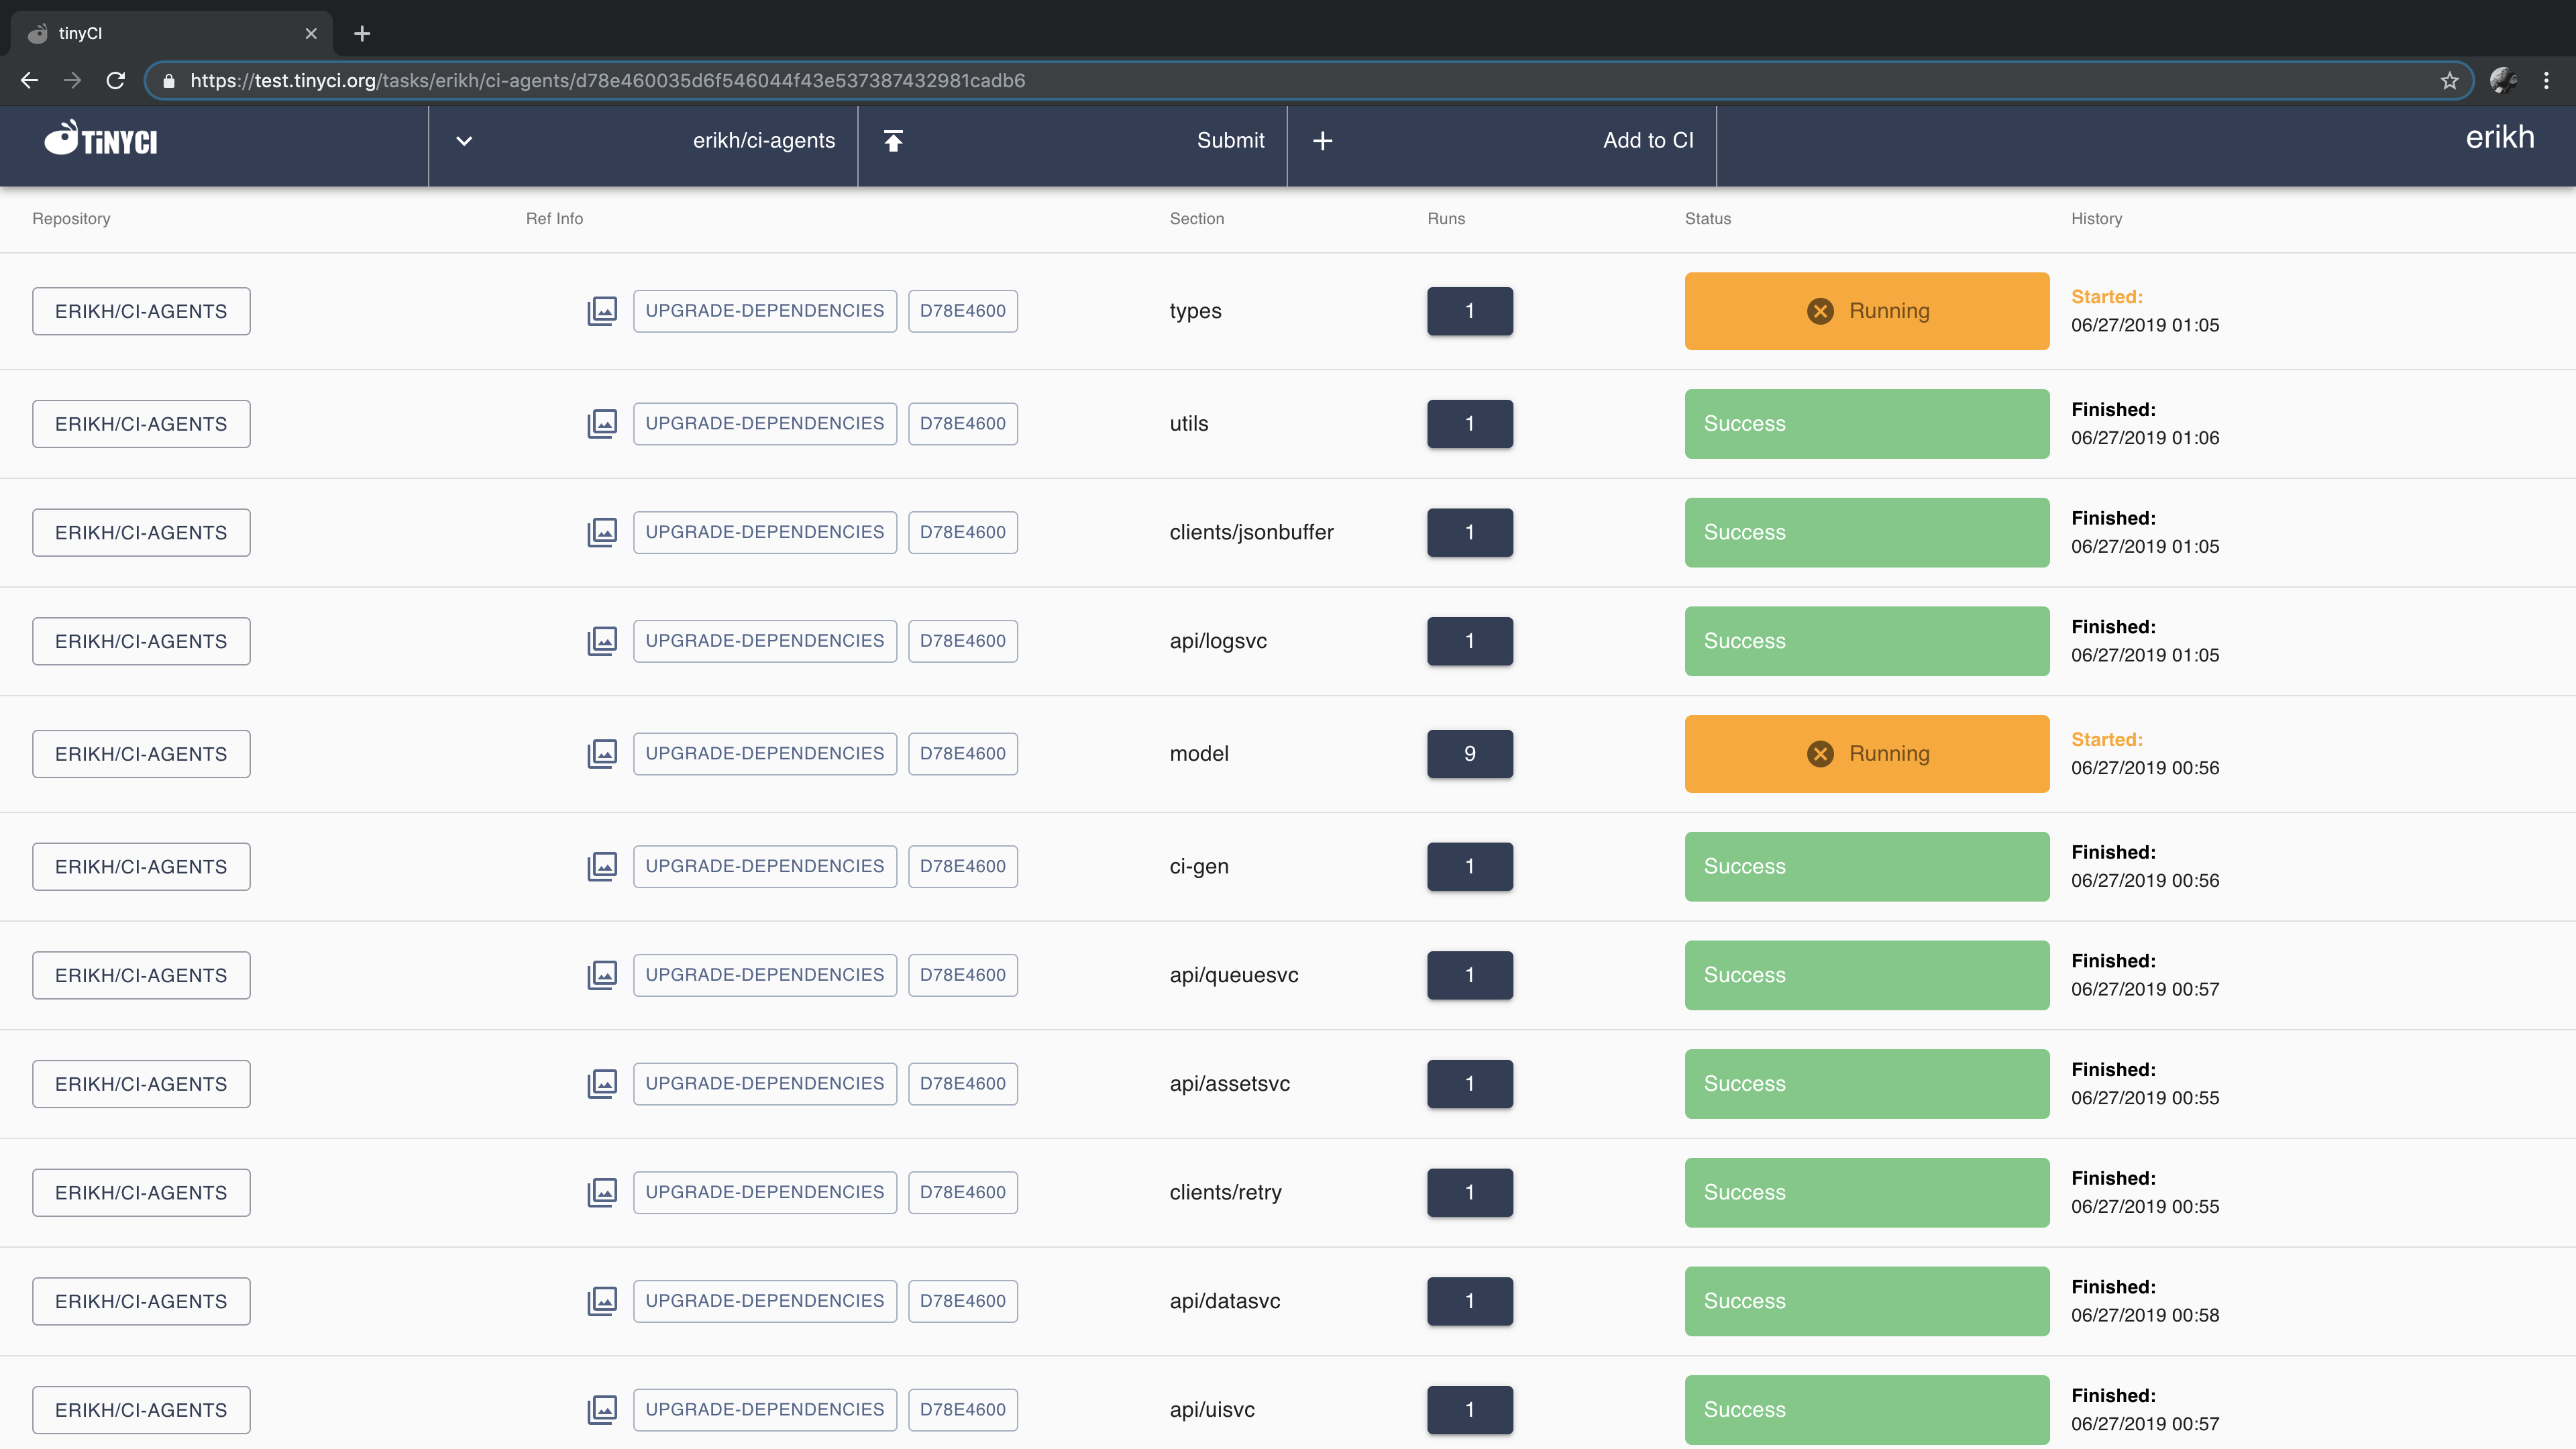 tinyCI
https://test.tinyci.org/tasks/erikh/ci-agents/d78e460035d6f546044f43e537387432981cadb6
TiNYCI erikh/ci-agents Submit Add to CI erikh
Repository Ref Info Section Runs Status History
ERIKH/CI-AGENTS UPGRADE-DEPENDENCIES D78E4600 types 1 Running Started:
06/27/2019 01:05
ERIKH/CI-AGENTS UPGRADE-DEPENDENCIES D78E4600 utils 1 Success Finished:
06/27/2019 01:06
ERIKH/CI-AGENTS UPGRADE-DEPENDENCIES D78E4600 clients/jsonbuffer 1 Success Finished:
06/27/2019 01:05
ERIKH/CI-AGENTS UPGRADE-DEPENDENCIES D78E4600 api/logsvc 1 Success Finished:
06/27/2019 01:05
ERIKH/CI-AGENTS UPGRADE-DEPENDENCIES D78E4600 model 9 Running Started:
06/27/2019 00:56
ERIKH/CI-AGENTS UPGRADE-DEPENDENCIES D78E4600 ci-gen 1 Success Finished:
06/27/2019 00:56
ERIKH/CI-AGENTS UPGRADE-DEPENDENCIES D78E4600 api/queuesvc 1 Success Finished:
06/27/2019 00:57
ERIKH/CI-AGENTS UPGRADE-DEPENDENCIES D78E4600 api/assetsvc 1 Success Finished:
06/27/2019 00:55
ERIKH/CI-AGENTS UPGRADE-DEPENDENCIES D78E4600 clients/retry 1 Success Finished:
06/27/2019 00:55
ERIKH/CI-AGENTS UPGRADE-DEPENDENCIES D78E4600 api/datasvc 1 Success Finished:
06/27/2019 00:58
ERIKH/CI-AGENTS UPGRADE-DEPENDENCIES D78E4600 api/uisvc 1 Success Finished:
06/27/2019 00:57